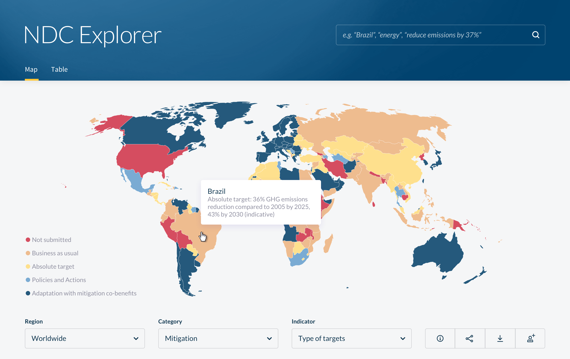 NDC Explorer
e.g. "Brazil", "energy", "reduce emissions by 37%"
Map Table
Brazil
Absolute target: 36% GHG emissions
reduction compared to 2005 by 2025,
43% by 2030 (indicative)
Not submitted
Business as usual
Absolute target
Policies and Actions
Adaptation with mitigation co-benefits
Region Category Indicator
Worldwide Mitigation Type of targets